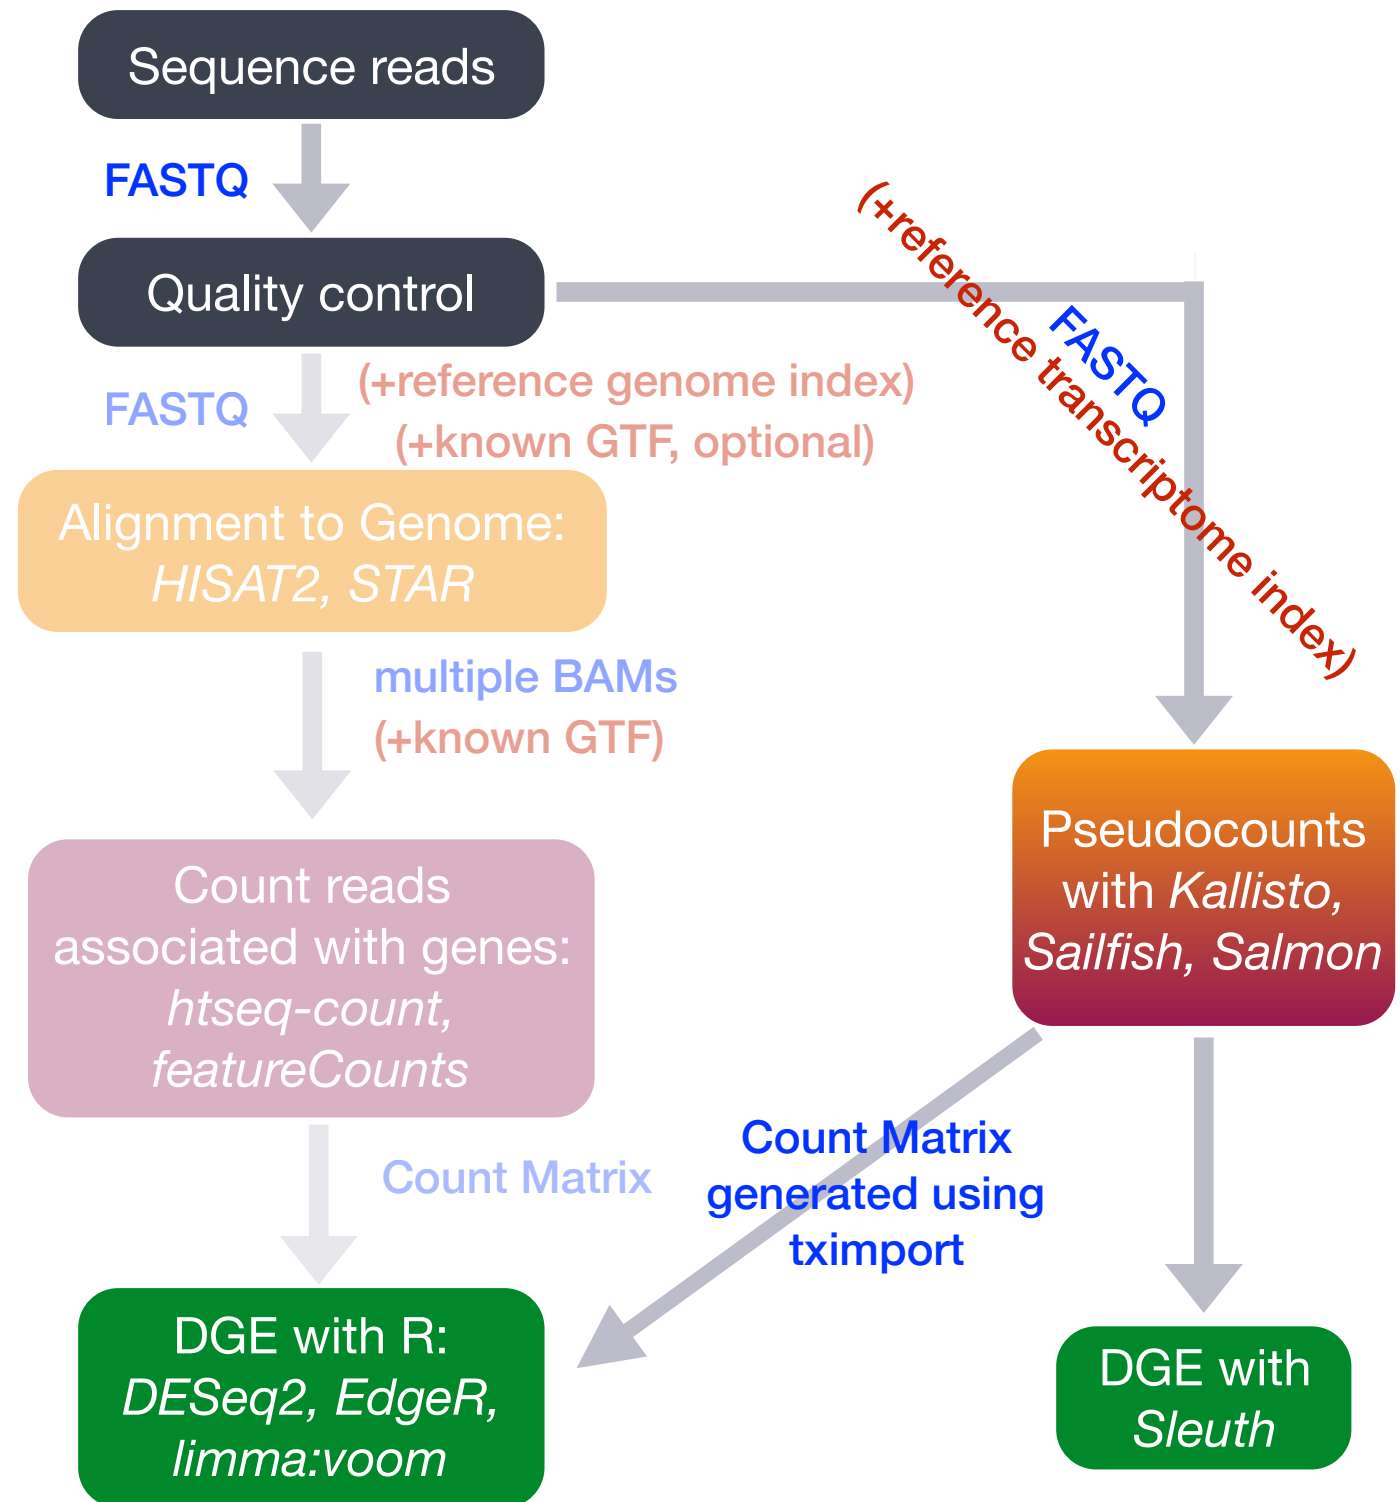 Sequence reads
FASTQ
Quality control
(+reference transcriptome index)
FASTQ
FASTQ
(+reference genome index)
(+known GTF, optional)
Alignment to Genome:
HISAT2, STAR
multiple BAMs
(+known GTF)
Pseudocounts
with Kallisto,
Sailfish, Salmon
Count reads
associated with genes:
htseq-count,
featureCounts
Count Matrix
Count Matrix
generated using
tximport
DGE with R:
DESeq2, EdgeR,
limma:voom
DGE with
Sleuth